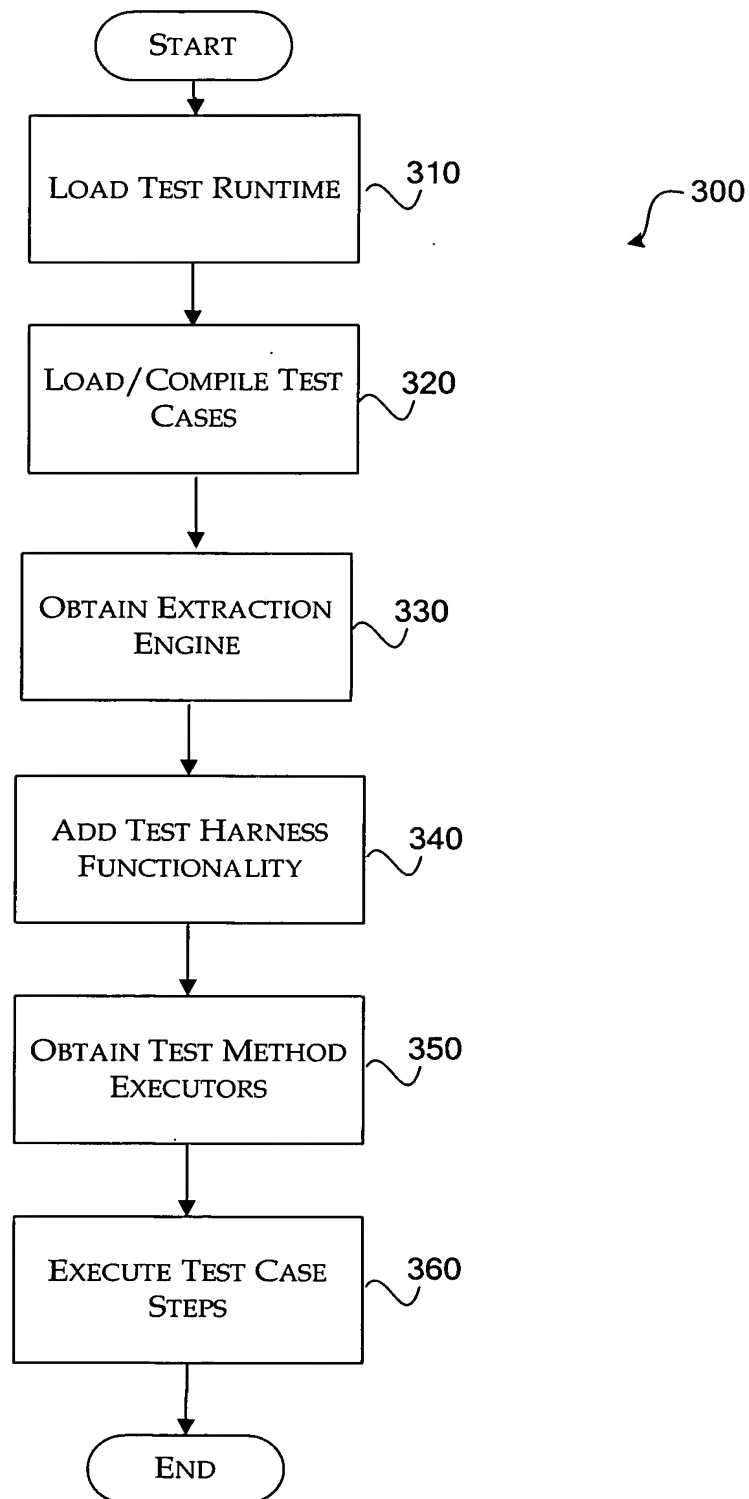 START
LOAD TEST RUNTIME
310
300
LOAD/COMPILE TEST
CASES
320
OBTAIN EXTRACTION
ENGINE
330
ADD TEST HARNESS
FUNCTIONALITY
340
OBTAIN TEST METHOD
EXECUTORS
350
EXECUTE TEST CASE
STEPS
360
END